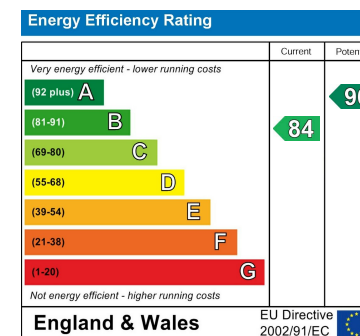 Energy Efficiency Rating
Current
Very energy efficient - lower running costs
(92 plus) A
(81-91) B
84
(69-80) C
(55-68) D
(39-54) E
(21-38) F
(1-20) G
Not energy efficient - higher running costs
England & Wales
EU Directive
2002/91/EC